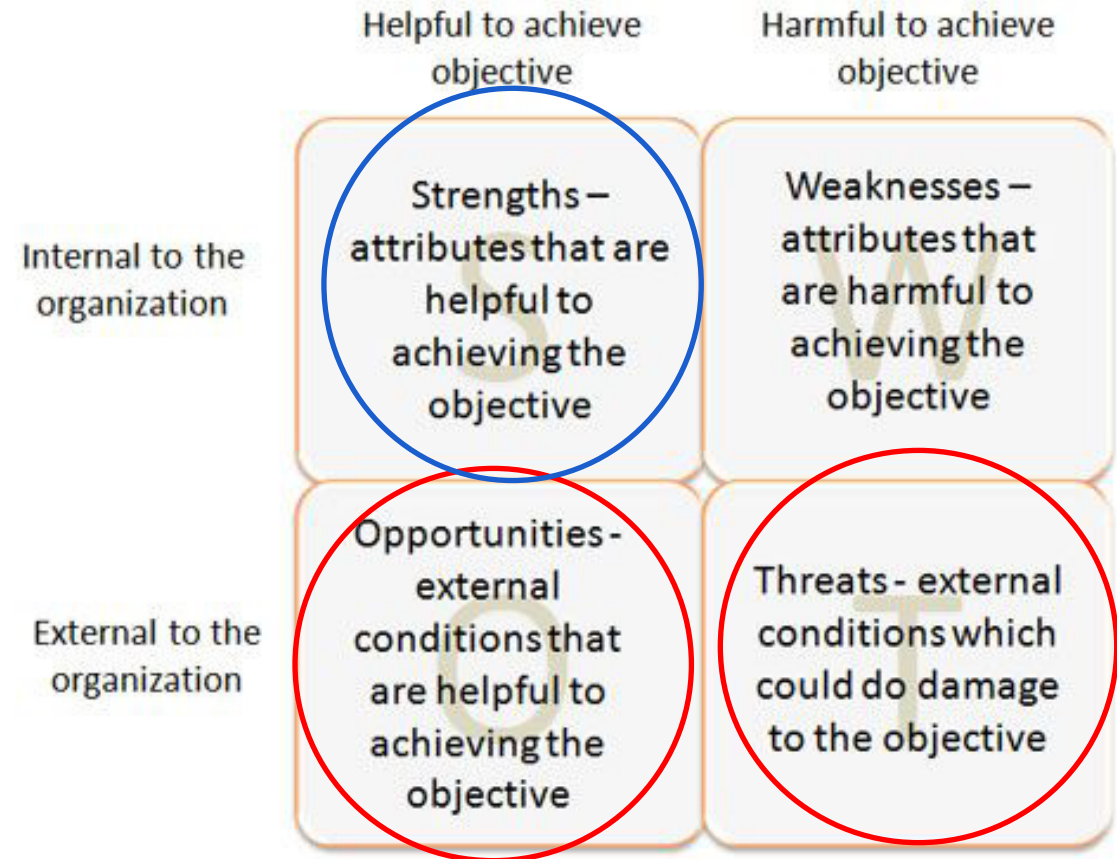 Helpful to achieve
objective
Harmful to achieve
objective
Internal to the
organization
Strengths –
attributes that are
helpful to
achieving the
objective
S
Weaknesses –
attributes that
are harmful to
achieving the
objective
W
External to the
organization
Opportunities -
external
conditions that
are helpful to
achieving the
objective
O
Threats - external
conditions which
could do damage
to the objective
T